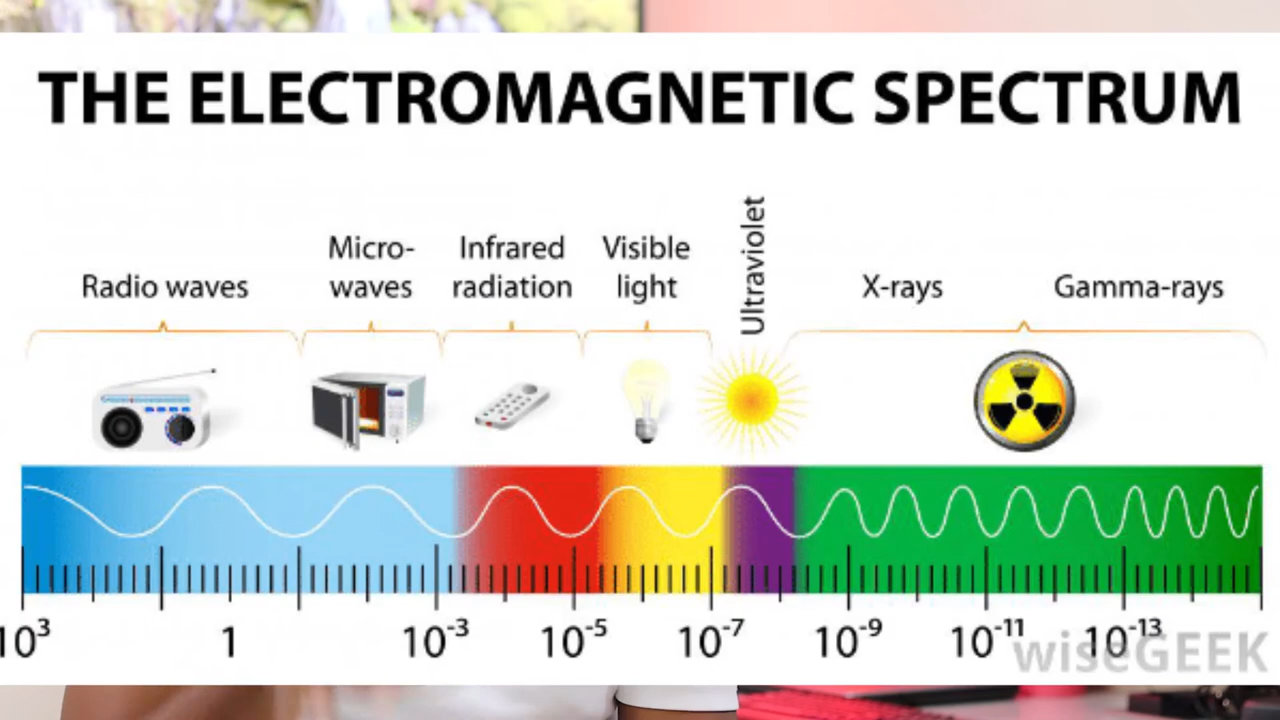 THE ELECTROMAGNETIC SPECTRUM
Radio waves
Micro-
waves
Infrared
radiation
Visible
light
Ultraviolet
X-rays
Gamma-rays
10³ 1 10⁻³ 10⁻⁵ 10⁻⁷ 10⁻⁹ 10⁻¹¹ 10⁻¹³
wiseGEEK